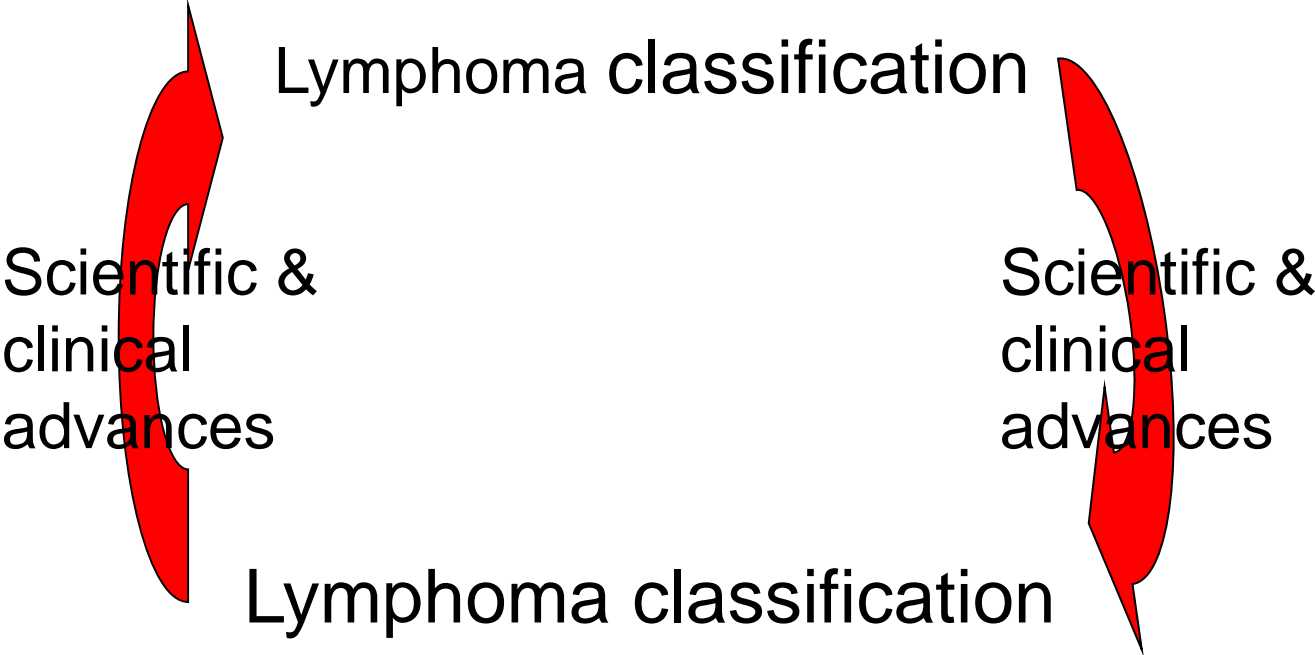 Lymphoma classification
Scientific &
clinical
advances
Scientific &
clinical
advances
Lymphoma classification